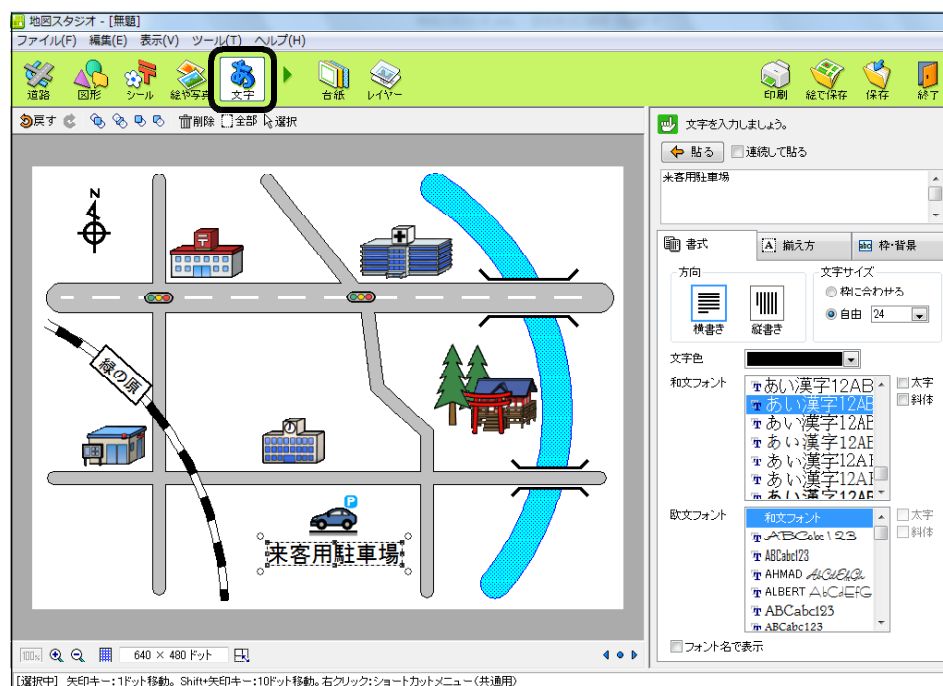 地図スタジオ - [無題]
ファイル(F) 編集(E) 表示(V) ツール(T) ヘルプ(H)
道路 図形 シール 絵や写真 文字 台紙 レイヤー 印刷 絵で保存 保存 終了
戻す 削除 全部 選択
文字を入力しましょう。
貼る 連続して貼る
来客用駐車場
書式 揃え方 枠・背景
方向 文字サイズ
枠に合わせる
自由 24
横書き 縦書き
文字色
和文フォント
あい漢字12AB
あい漢字12AB
あい漢字12AB
あい漢字12AB
あい漢字12AB
あい漢字12AB
あい漢字12AB
太字
斜体
欧文フォント
和文フォント
ABCabc123
ABCabc123
AHMAD AbCdEfGh
ALBERT AbCdEfG
ABCabc123
ABCabc123
太字
斜体
フォント名で表示
N
〒
緑の原
P
来客用駐車場
100% 640 × 480 ドット
[選択中] 矢印キー:1ドット移動。Shift+矢印キー:10ドット移動。右クリック:ショートカットメニュー(共通用)